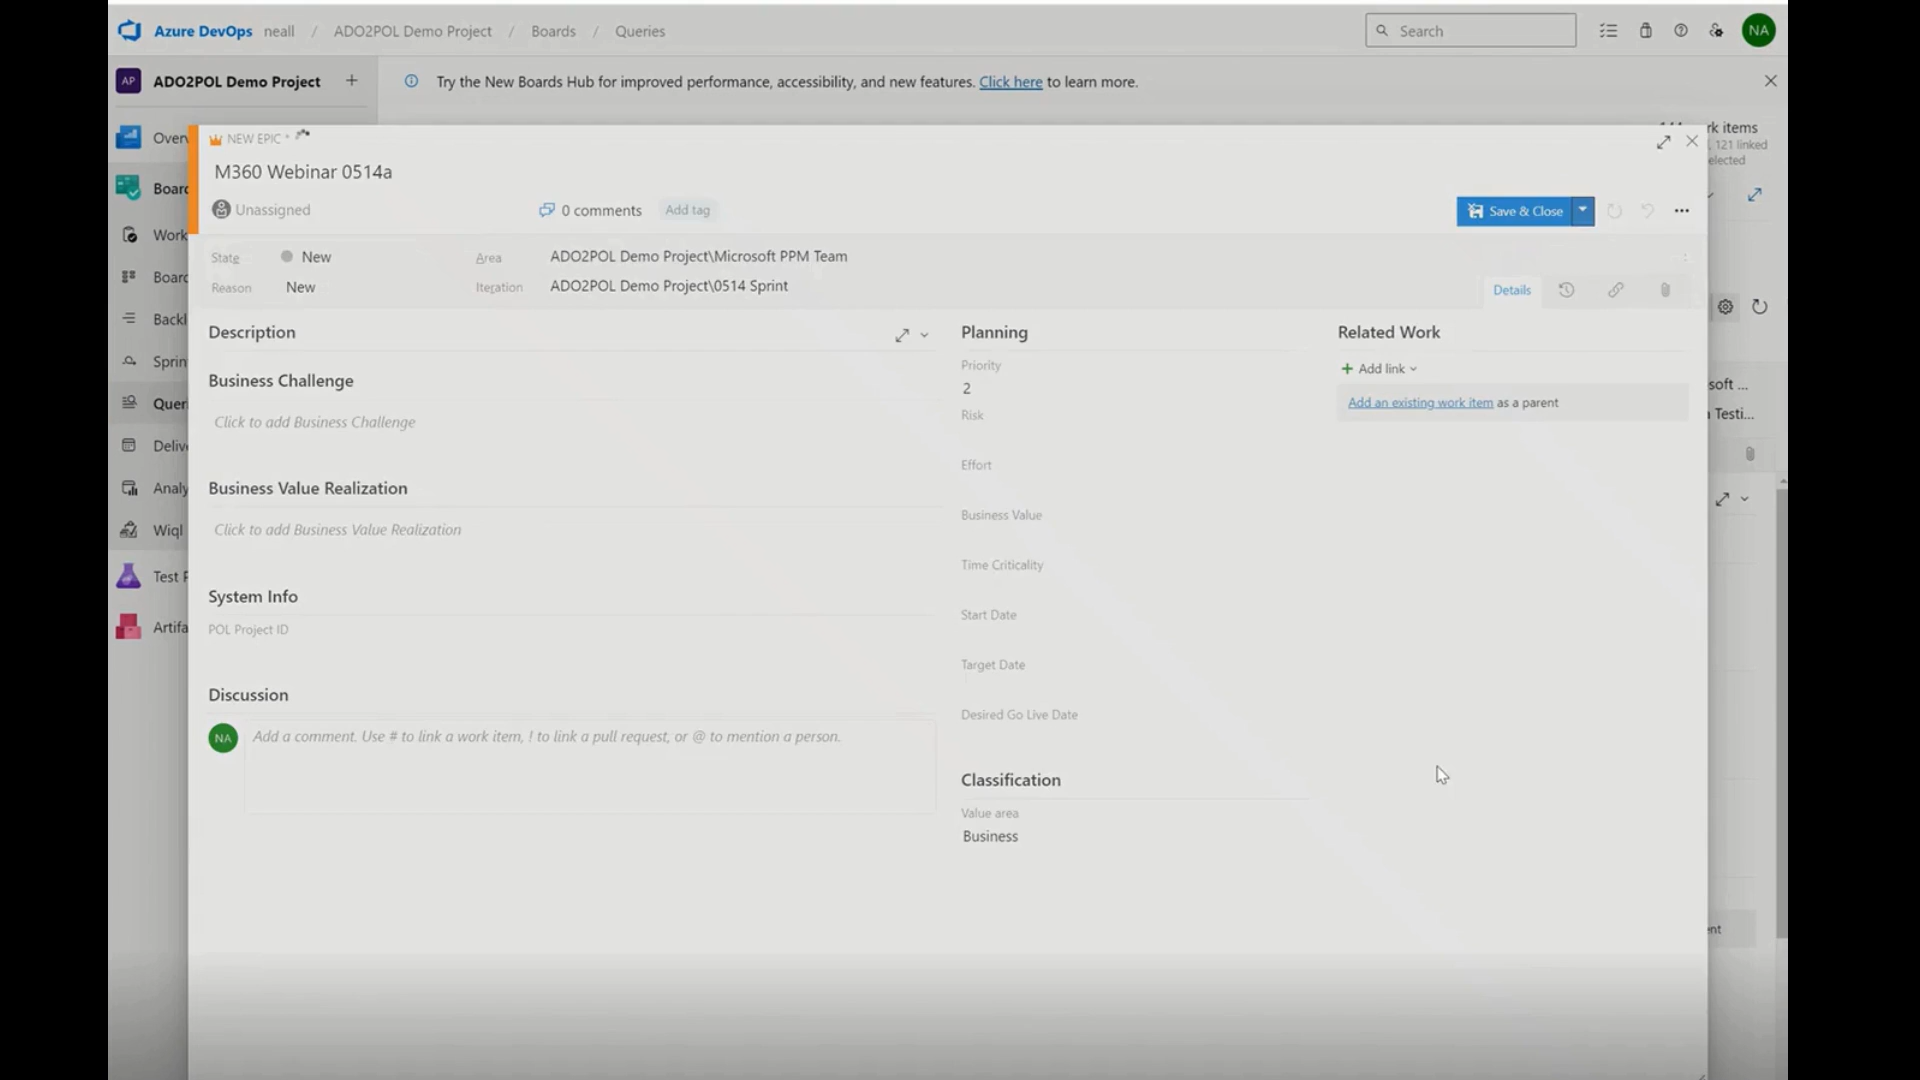 Azure DevOps neall / ADO2POL Demo Project / Boards / Queries Search NA
AP ADO2POL Demo Project + Try the New Boards Hub for improved performance, accessibility, and new features. Click here to learn more.
NEW EPIC *
M360 Webinar 0514a
Unassigned 0 comments Add tag Save & Close
State New Area ADO2POL Demo Project\Microsoft PPM Team
Reason New Iteration ADO2POL Demo Project\0514 Sprint
Details
Description
Business Challenge
Click to add Business Challenge
Business Value Realization
Click to add Business Value Realization
System Info
POL Project ID
Discussion
NA Add a comment. Use # to link a work item, ! to link a pull request, or @ to mention a person.
Planning
Priority
2
Risk
Effort
Business Value
Time Criticality
Start Date
Target Date
Desired Go Live Date
Classification
Value area
Business
Related Work
+ Add link
Add an existing work item as a parent
Overv
Board
Work
Board
Backl
Sprin
Queri
Deliv
Analy
Wiql
Test P
Artifa
rk items
, 121 linked
elected
soft ...
Testi...
ent